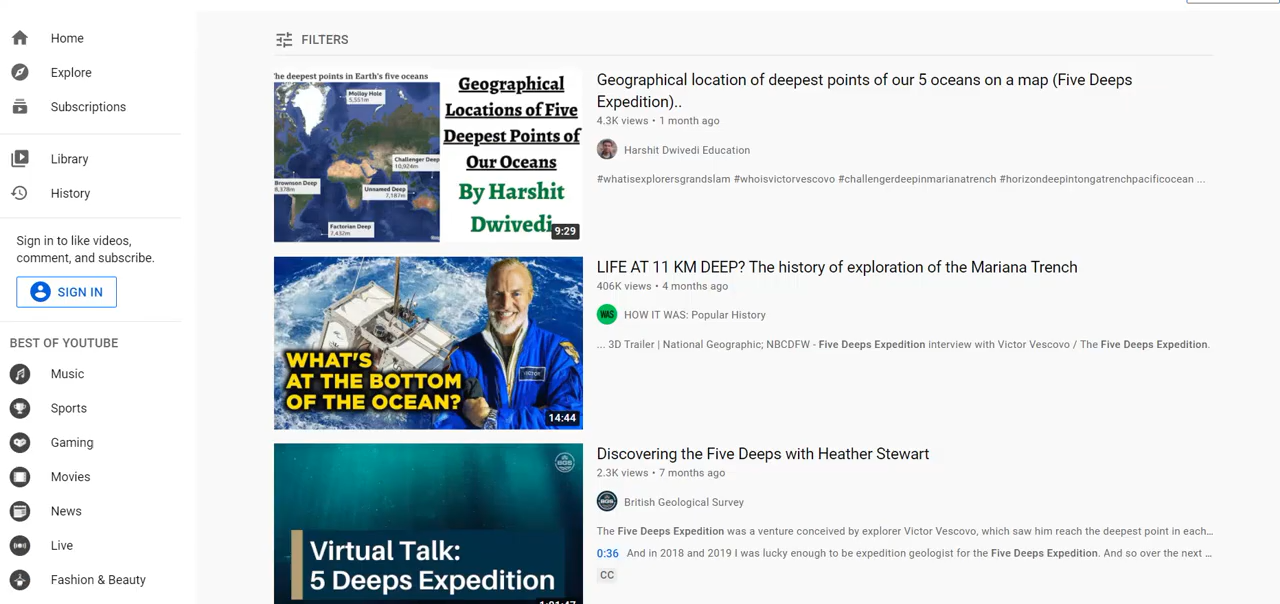 Home
Explore
Subscriptions
Library
History
Sign in to like videos,
comment, and subscribe.
SIGN IN
BEST OF YOUTUBE
Music
Sports
Gaming
Movies
News
Live
Fashion & Beauty
FILTERS
The deepest points in Earth's five oceans
Molloy Hole
5,551m
Challenger Deep
10,924m
Brownson Deep
8,378m
Unnamed Deep
7,187m
Factorian Deep
7,432m
Geographical
Locations of Five
Deepest Points of
Our Oceans
By Harshit
Dwivedi
9:29
Geographical location of deepest points of our 5 oceans on a map (Five Deeps
Expedition)..
4.3K views • 1 month ago
Harshit Dwivedi Education
#whatisexplorersgrandslam #whoisvictorvescovo #challengerdeepinmarianatrench #horizondeepintongatrenchpacificocean ...
WHAT'S
AT THE BOTTOM
OF THE OCEAN?
VICTOR
14:44
LIFE AT 11 KM DEEP? The history of exploration of the Mariana Trench
406K views • 4 months ago
WAS
HOW IT WAS: Popular History
... 3D Trailer | National Geographic; NBCDFW - Five Deeps Expedition interview with Victor Vescovo / The Five Deeps Expedition.
BGS
Virtual Talk:
5 Deeps Expedition
1:01:47
Discovering the Five Deeps with Heather Stewart
2.3K views • 7 months ago
BGS
British Geological Survey
The Five Deeps Expedition was a venture conceived by explorer Victor Vescovo, which saw him reach the deepest point in each...
0:36 And in 2018 and 2019 I was lucky enough to be expedition geologist for the Five Deeps Expedition. And so over the next ...
CC